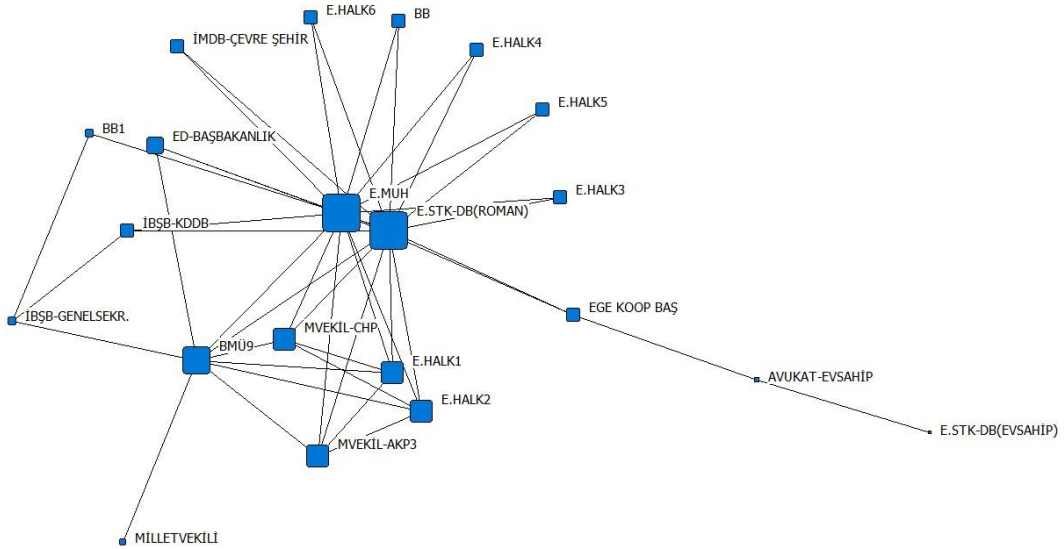 E.HALK6
BB
İMDB-ÇEVRE ŞEHİR
E.HALK4
E.HALK5
BB1
ED-BAŞBAKANLIK
E.MUH
E.HALK3
E.STK-DB(ROMAN)
İBŞB-KDDB
EGE KOOP BAŞ
İBŞB-GENELSEKR.
MVEKİL-CHP
BMÜ9
E.HALK1
AVUKAT-EVSAHİP
E.HALK2
E.STK-DB(EVSAHİP)
MVEKİL-AKP3
MİLLETVEKİLİ